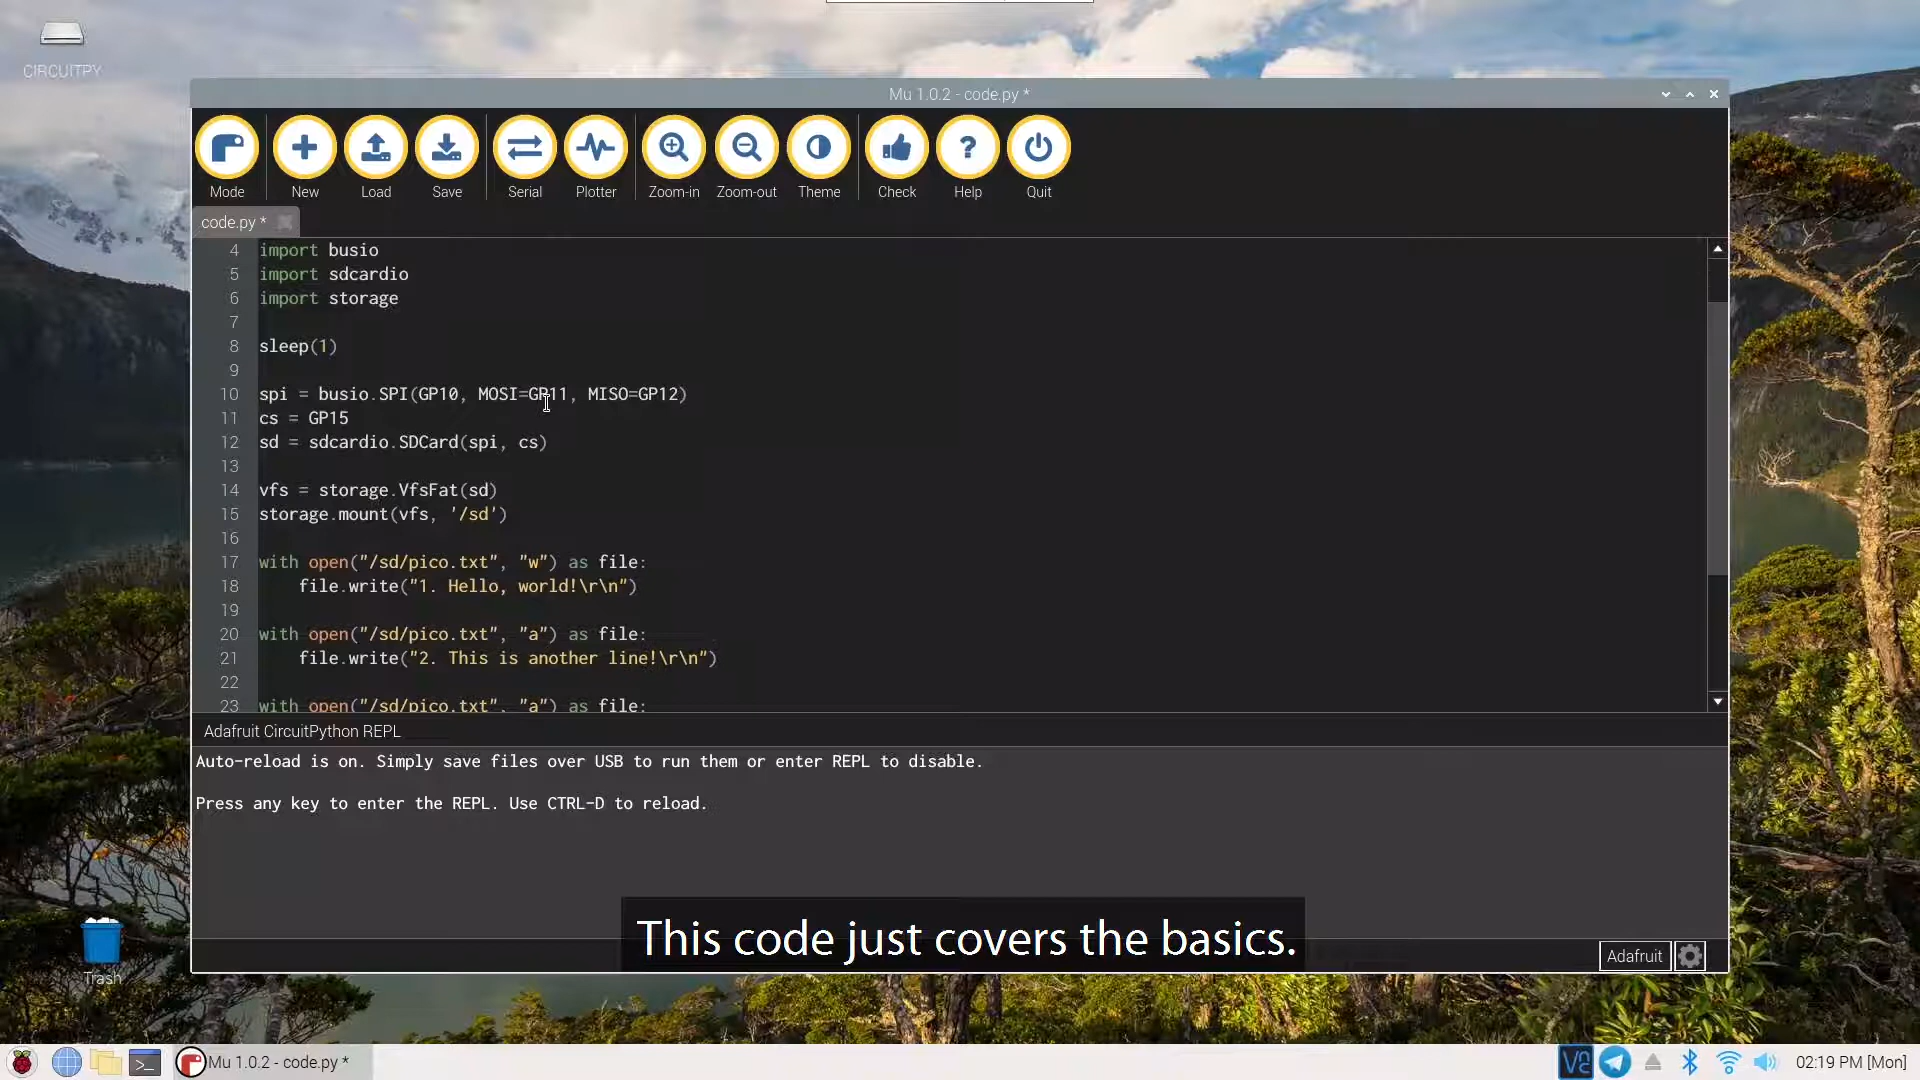 CIRCUITPY
Mu 1.0.2 - code.py *
Mode
New
Load
Save
Serial
Plotter
Zoom-in
Zoom-out
Theme
Check
Help
Quit
code.py *
4 import busio
5 import sdcardio
6 import storage
7
8 sleep(1)
9
10 spi = busio.SPI(GP10, MOSI=GP11, MISO=GP12)
11 cs = GP15
12 sd = sdcardio.SDCard(spi, cs)
13
14 vfs = storage.VfsFat(sd)
15 storage.mount(vfs, '/sd')
16
17 with open("/sd/pico.txt", "w") as file:
18     file.write("1. Hello, world!\r\n")
19
20 with open("/sd/pico.txt", "a") as file:
21     file.write("2. This is another line!\r\n")
22
23 with open("/sd/pico.txt", "a") as file:
Adafruit CircuitPython REPL
Auto-reload is on. Simply save files over USB to run them or enter REPL to disable.
Press any key to enter the REPL. Use CTRL-D to reload.
This code just covers the basics.
Adafruit
Trash
Mu 1.0.2 - code.py *
02:19 PM [Mon]